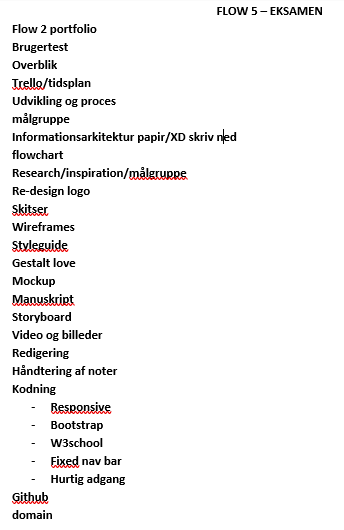 FLOW 5 – EKSAMEN
Flow 2 portfolio
Brugertest
Overblik
Trello/tidsplan
Udvikling og proces
målgruppe
Informationsarkitektur papir/XD skriv ned
flowchart
Research/inspiration/målgruppe
Re-design logo
Skitser
Wireframes
Styleguide
Gestalt love
Mockup
Manuskript
Storyboard
Video og billeder
Redigering
Håndtering af noter
Kodning
- Responsive
- Bootstrap
- W3school
- Fixed nav bar
- Hurtig adgang
Github
domain